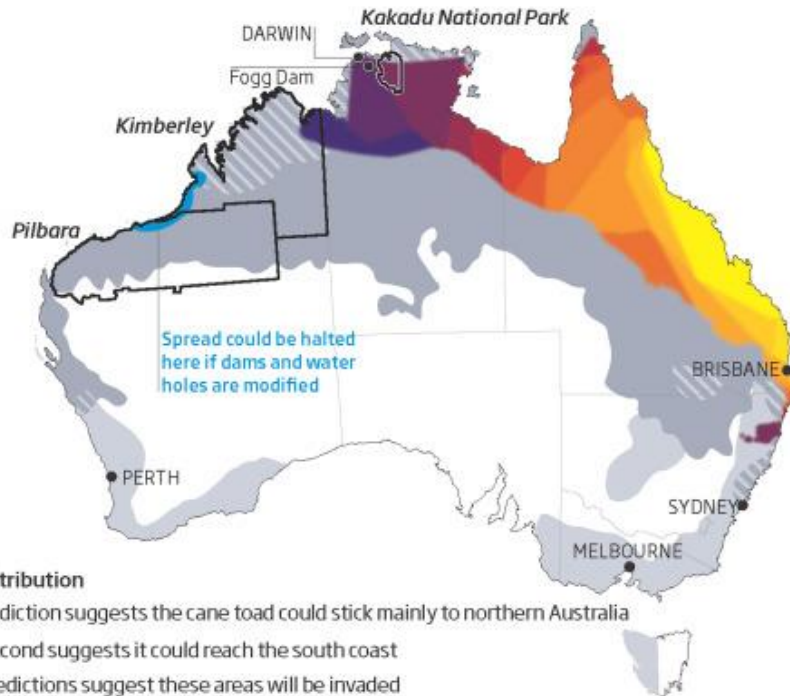 Kakadu National Park
DARWIN
Fogg Dam
Kimberley
Pilbara
Spread could be halted
here if dams and water
holes are modified
BRISBANE
PERTH
SYDNEY
MELBOURNE
tribution
diction suggests the cane toad could stick mainly to northern Australia
cond suggests it could reach the south coast
edictions suggest these areas will be invaded